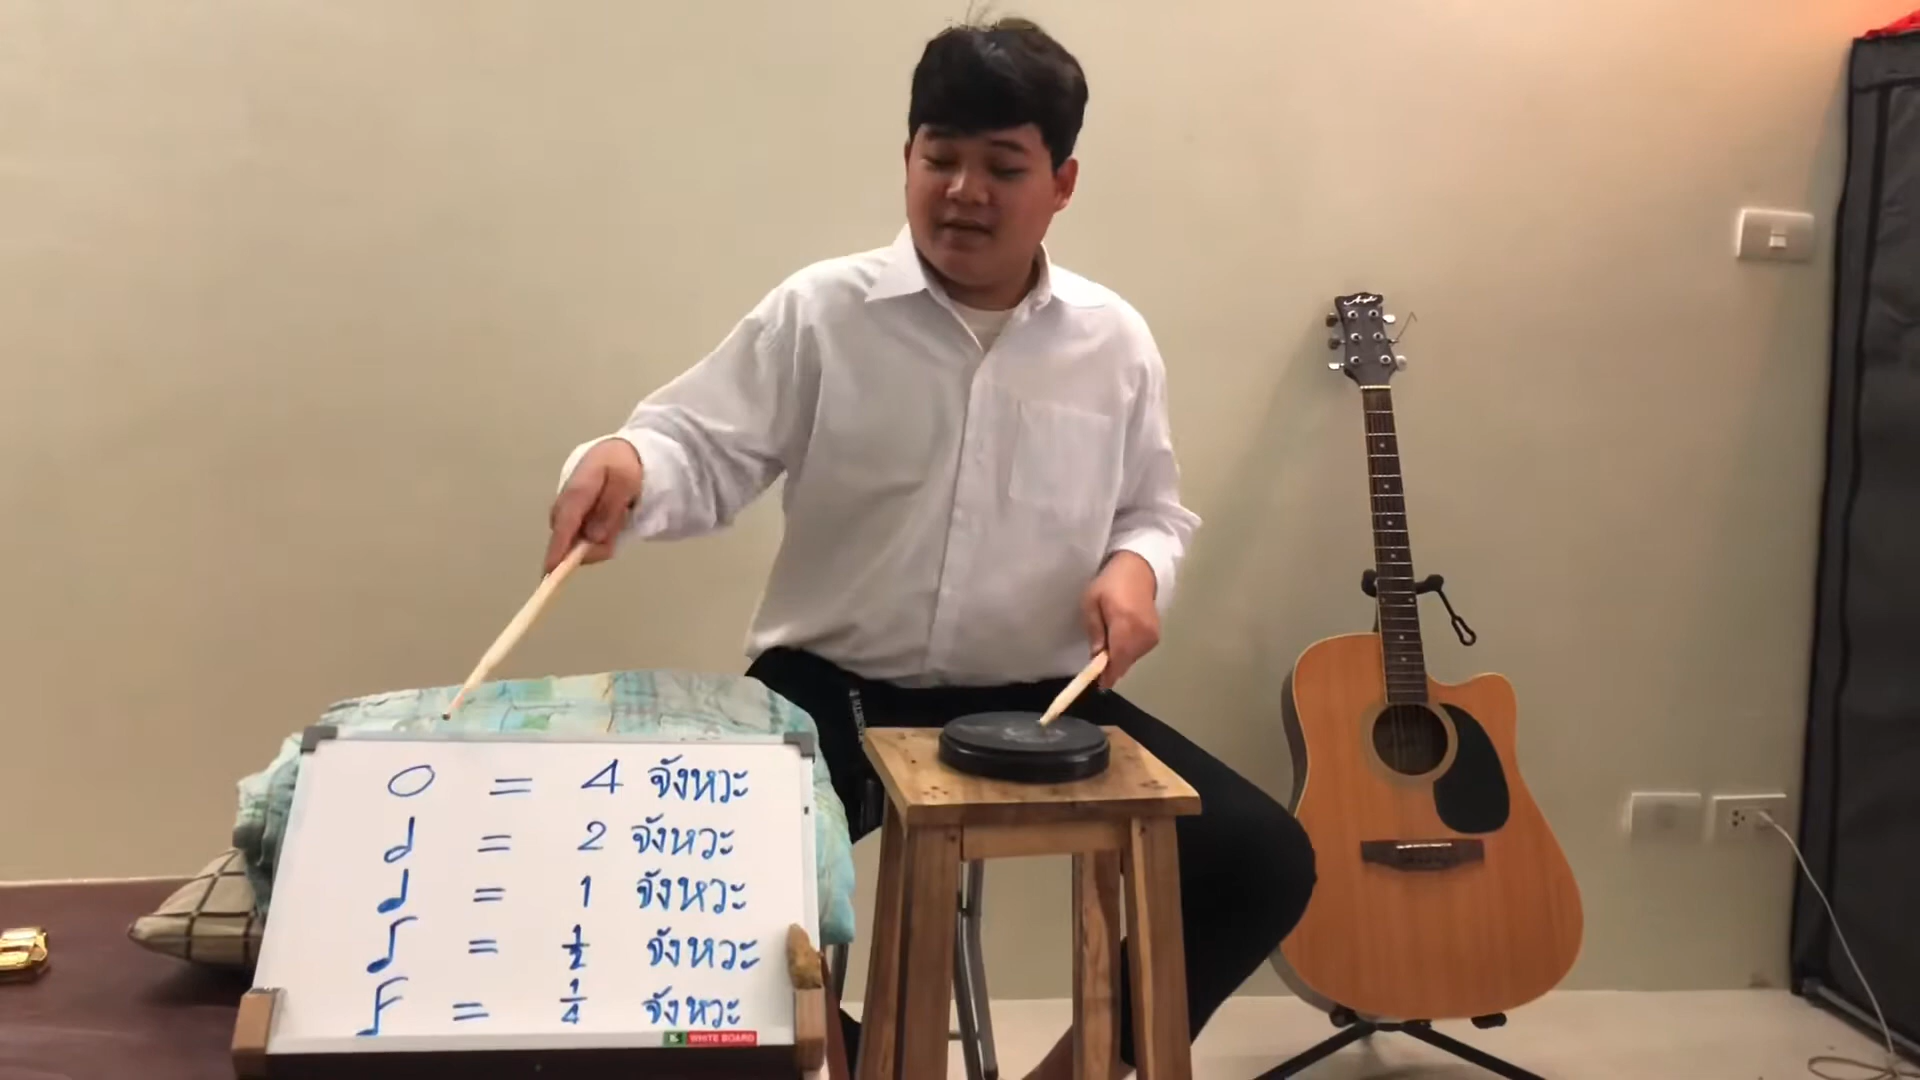 = 4 จังหวะ
= 2 จังหวะ
= 1 จังหวะ
= 1/2 จังหวะ
= 1/4 จังหวะ
WHITE BOARD